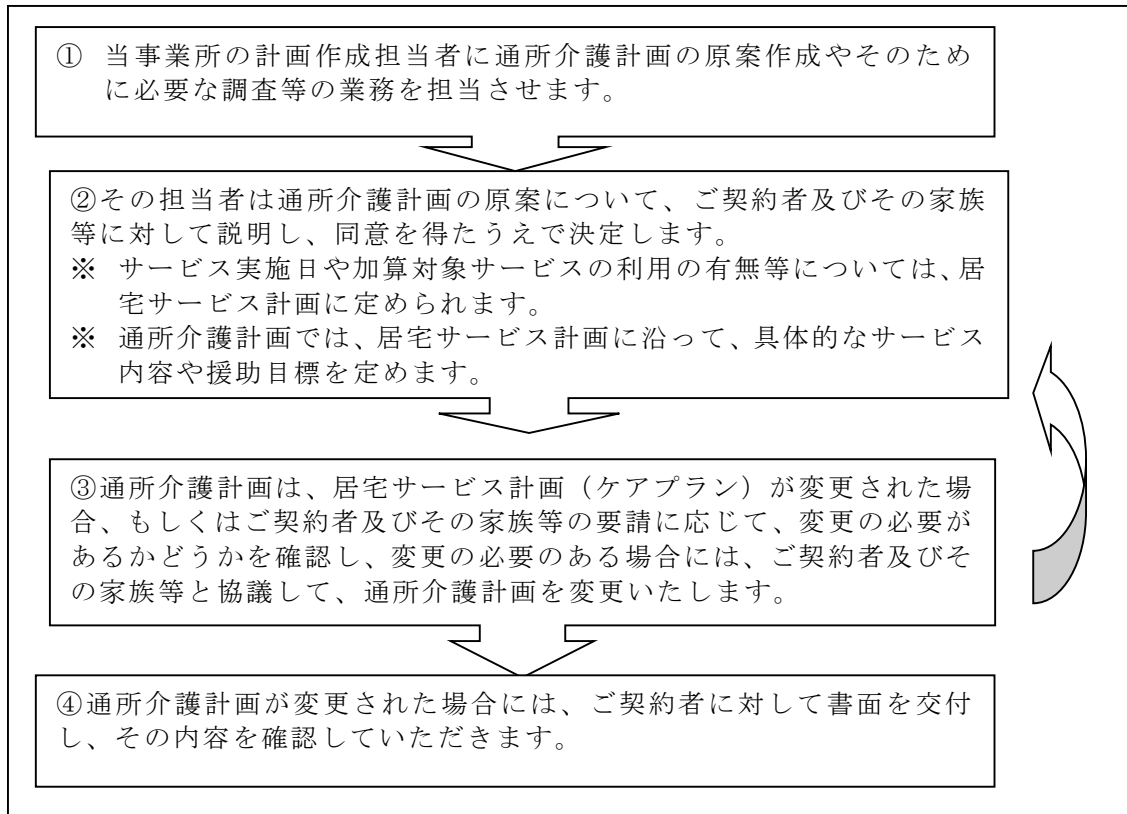 ① 当事業所の計画作成担当者に通所介護計画の原案作成やそのため
に必要な調査等の業務を担当させます。
②その担当者は通所介護計画の原案について、ご契約者及びその家族
等に対して説明し、同意を得たうえで決定します。
※ サービス実施日や加算対象サービスの利用の有無等については、居
宅サービス計画に定められます。
※ 通所介護計画では、居宅サービス計画に沿って、具体的なサービス
内容や援助目標を定めます。
③通所介護計画は、居宅サービス計画（ケアプラン）が変更された場
合、もしくはご契約者及びその家族等の要請に応じて、変更の必要が
あるかどうかを確認し、変更の必要のある場合には、ご契約者及びそ
の家族等と協議して、通所介護計画を変更いたします。
④通所介護計画が変更された場合には、ご契約者に対して書面を交付
し、その内容を確認していただきます。